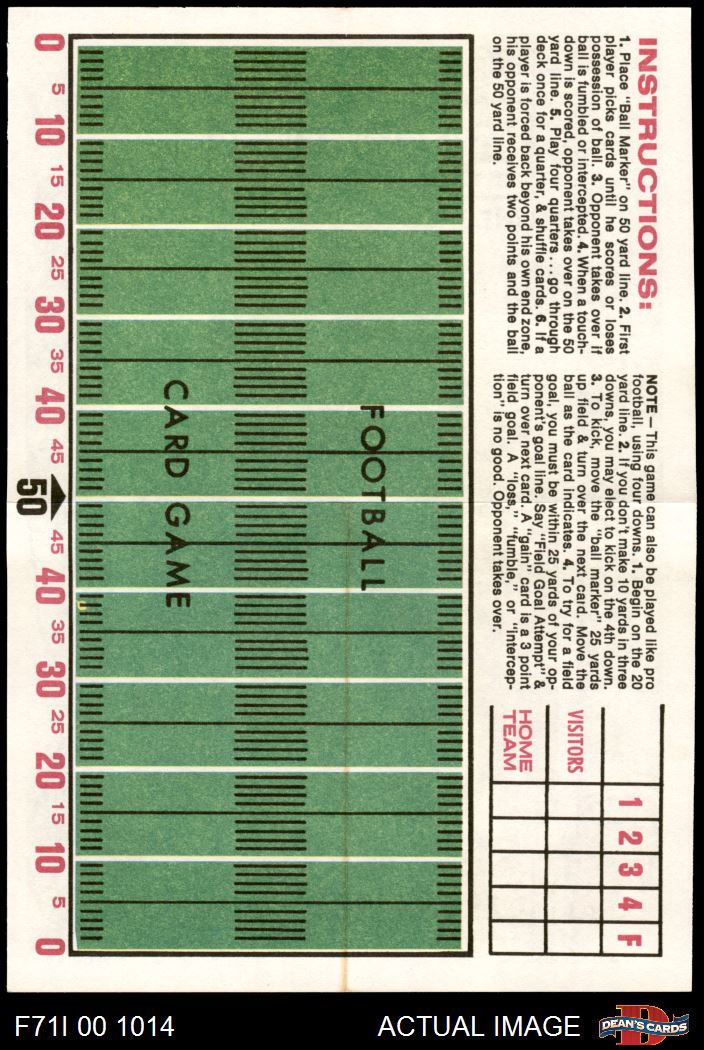 INSTRUCTIONS:
1. Place "Ball Marker" on 50 yard line. 2. First
player picks cards until he scores or loses
possession of ball. 3. Opponent takes over if
ball is fumbled or intercepted. 4. When a touch-
down is scored, opponent takes over on the 50
yard line. 5. Play four quarters...go through
deck once for a quarter, & shuffle cards. 6. If a
player is forced back beyond his own end zone,
his opponent receives two points and the ball
on the 50 yard line.
NOTE — This game can also be played like pro
football, using four downs. 1. Begin on the 20
yard line. 2. If you don't make 10 yards in three
downs, you may elect to kick on the 4th down.
3. To kick, move the "ball marker" 25 yards
up field & turn over the next card. Move the
ball as the card indicates. 4. To try for a field
goal, you must be within 25 yards of your op-
ponent's goal line. Say "Field Goal Attempt" &
turn over next card. A "gain" card is a 3 point
field goal. A "loss," "fumble," or "intercep-
tion" is no good. Opponent takes over.
1 2 3 4 F
VISITORS
HOME
TEAM
FOOTBALL
CARD GAME
0 5 10 15 20 25 30 35 40 45 50 45 40 35 30 25 20 15 10 5 0
F71I 00 1014
ACTUAL IMAGE
D
DEAN'S CARDS